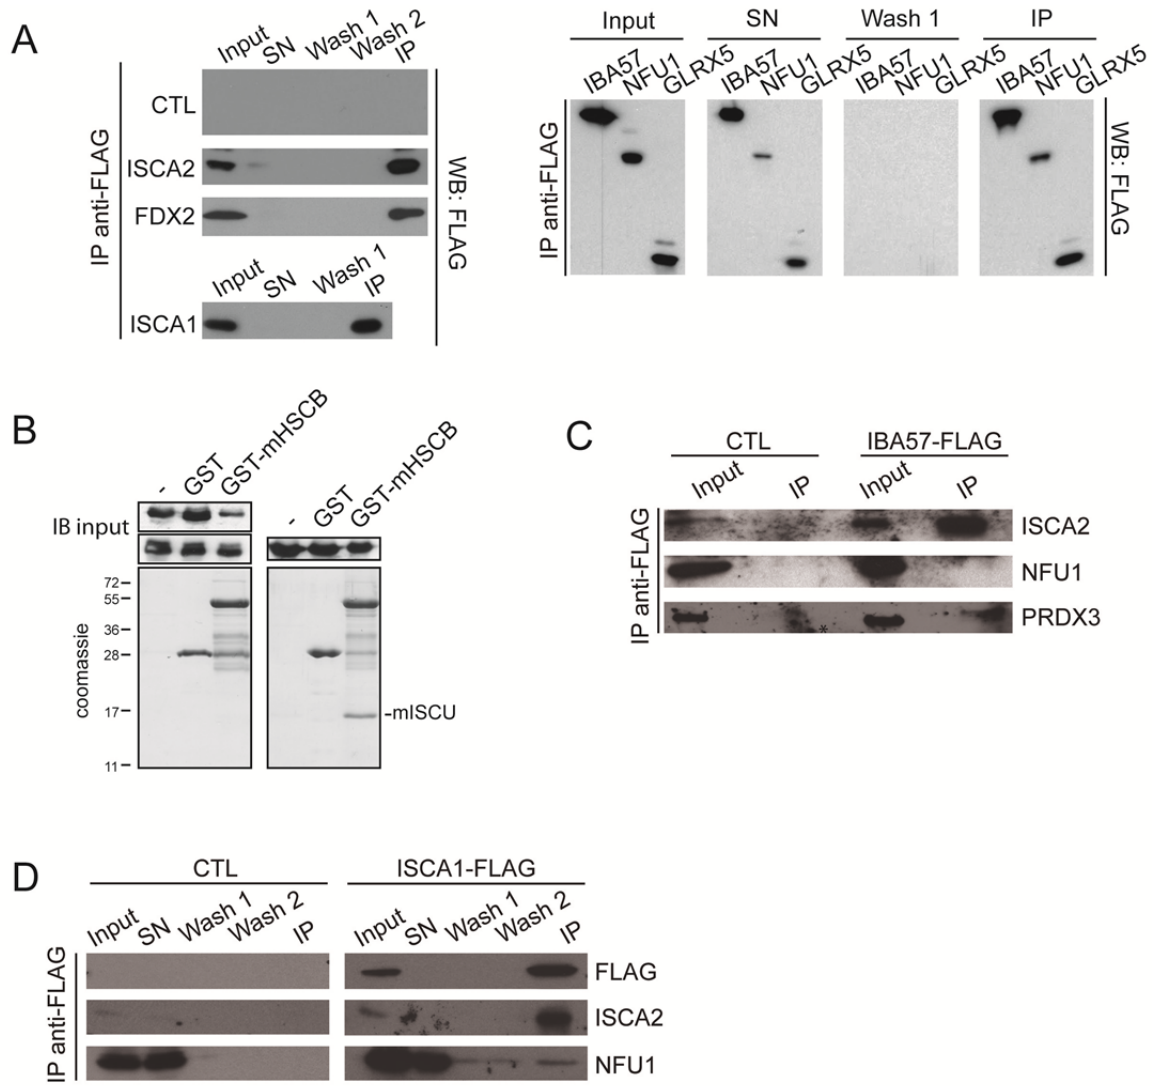 A
Input SN Wash 1 Wash 2 IP
IP anti-FLAG
CTL
ISCA2
FDX2
WB: FLAG
Input SN Wash 1 IP
ISCA1
Input SN Wash 1 IP
IBA57 NFU1 GLRX5 IBA57 NFU1 GLRX5 IBA57 NFU1 GLRX5 IBA57 NFU1 GLRX5
IP anti-FLAG
WB: FLAG
B
- GST GST-mHSCB
- GST GST-mHSCB
IB input
72
55
36
28
17
11
coomassie
-mISCU
C
CTL IBA57-FLAG
Input IP Input IP
IP anti-FLAG
ISCA2
NFU1
PRDX3
*
D
CTL ISCA1-FLAG
Input SN Wash 1 Wash 2 IP Input SN Wash 1 Wash 2 IP
IP anti-FLAG
FLAG
ISCA2
NFU1